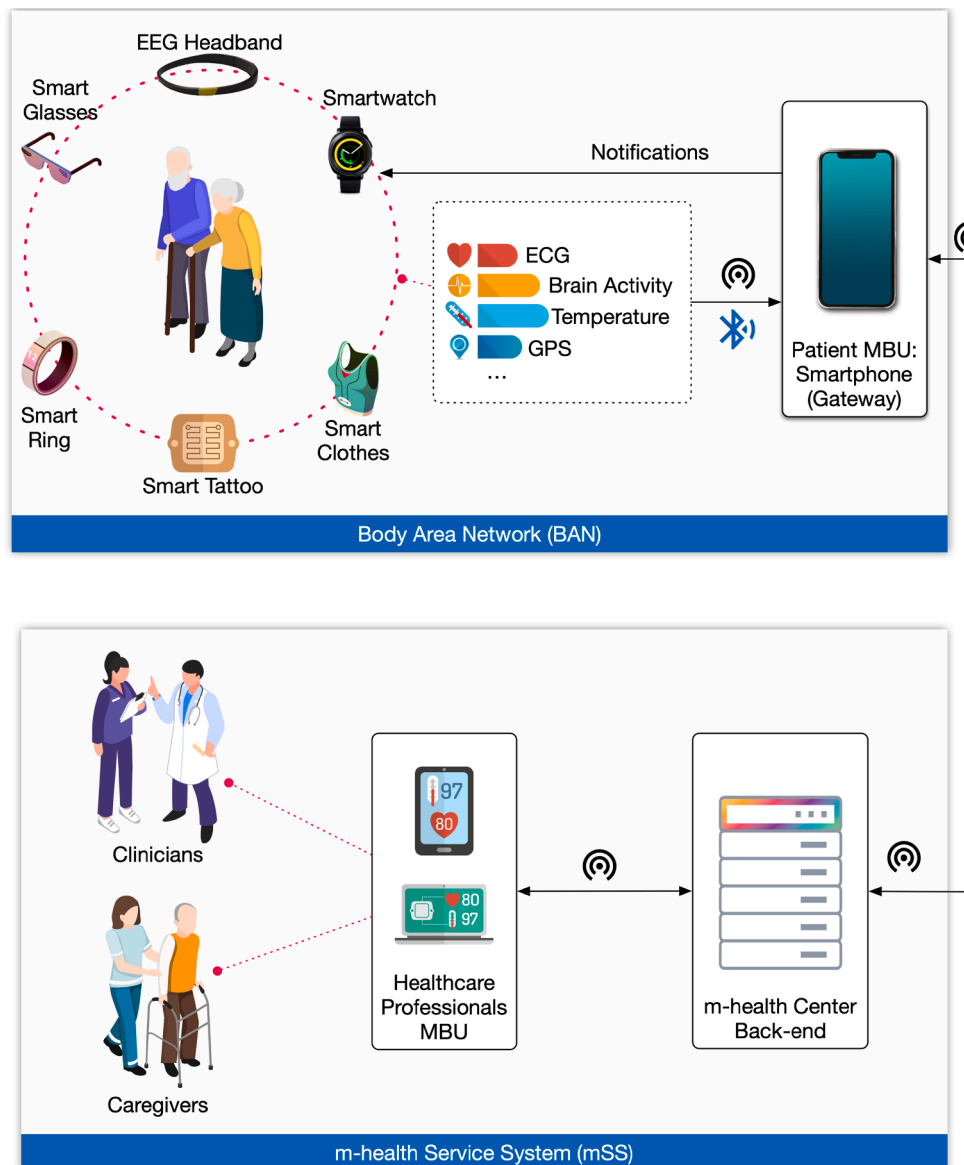 EEG Headband
Smart
Glasses
Smartwatch
Notifications
ECG
Brain Activity
Temperature
GPS
...
Patient MBU:
Smartphone
(Gateway)
Smart
Ring
Smart
Clothes
Smart Tattoo
Body Area Network (BAN)
Clinicians
97
80
80
97
Healthcare
Professionals
MBU
m-health Center
Back-end
Caregivers
m-health Service System (mSS)